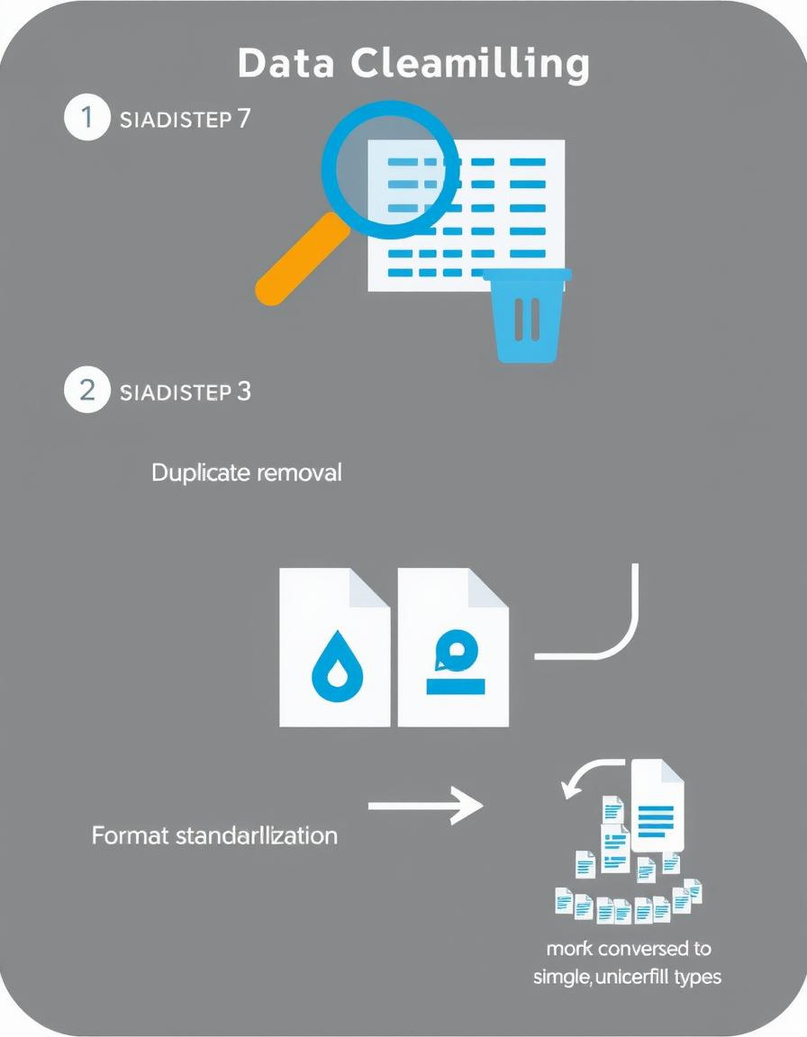 Data Cleamilling
1 SIADISTEP 7
2 SIADISTEP 3
Duplicate removal
Format standarllization
mork conversed to
simgle, unicerfill types